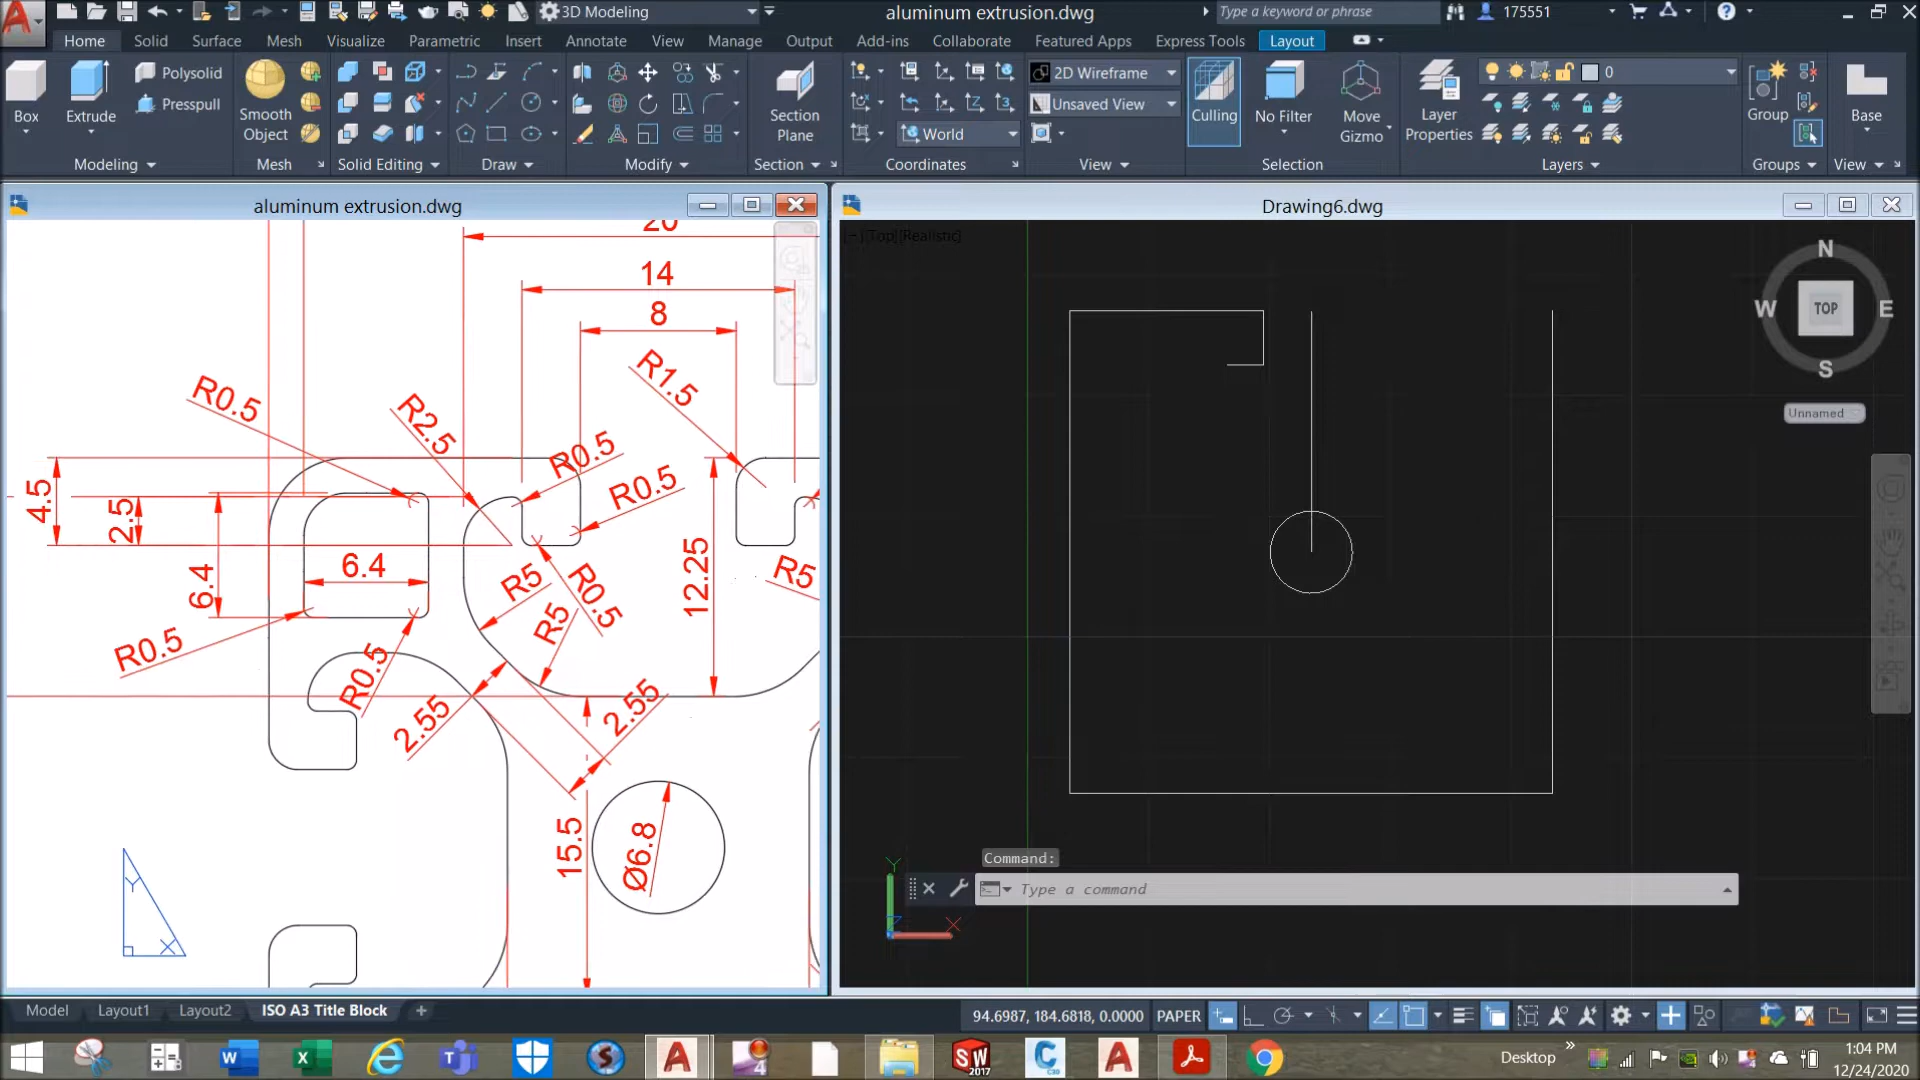 3D Modeling
aluminum extrusion.dwg
Type a keyword or phrase
175551
Home Solid Surface Mesh Visualize Parametric Insert Annotate View Manage Output Add-ins Collaborate Featured Apps Express Tools Layout
Polysolid
Presspull
Box
Extrude
Smooth
Object
Section
Plane
World
2D Wireframe
Unsaved View
Culling
No Filter
Move
Gizmo
Layer
Properties
0
Group
Base
Modeling
Mesh
Solid Editing
Draw
Modify
Section
Coordinates
View
Selection
Layers
Groups
View
aluminum extrusion.dwg
Drawing6.dwg
20
14
8
R0.5
R2.5
R1.5
R0.5
R0.5
4.5
2.5
6.4
6.4
R5
R0.5
R5
12.25
R5
R0.5
R0.5
2.55
2.55
15.5
Ø6.8
Y
X
[−] [Top] [Realistic]
N
W
TOP
E
S
Unnamed
Y
Z
X
Command:
Type a command
Model Layout1 Layout2 ISO A3 Title Block +
94.6987, 184.6818, 0.0000 PAPER
Desktop
1:04 PM
12/24/2020